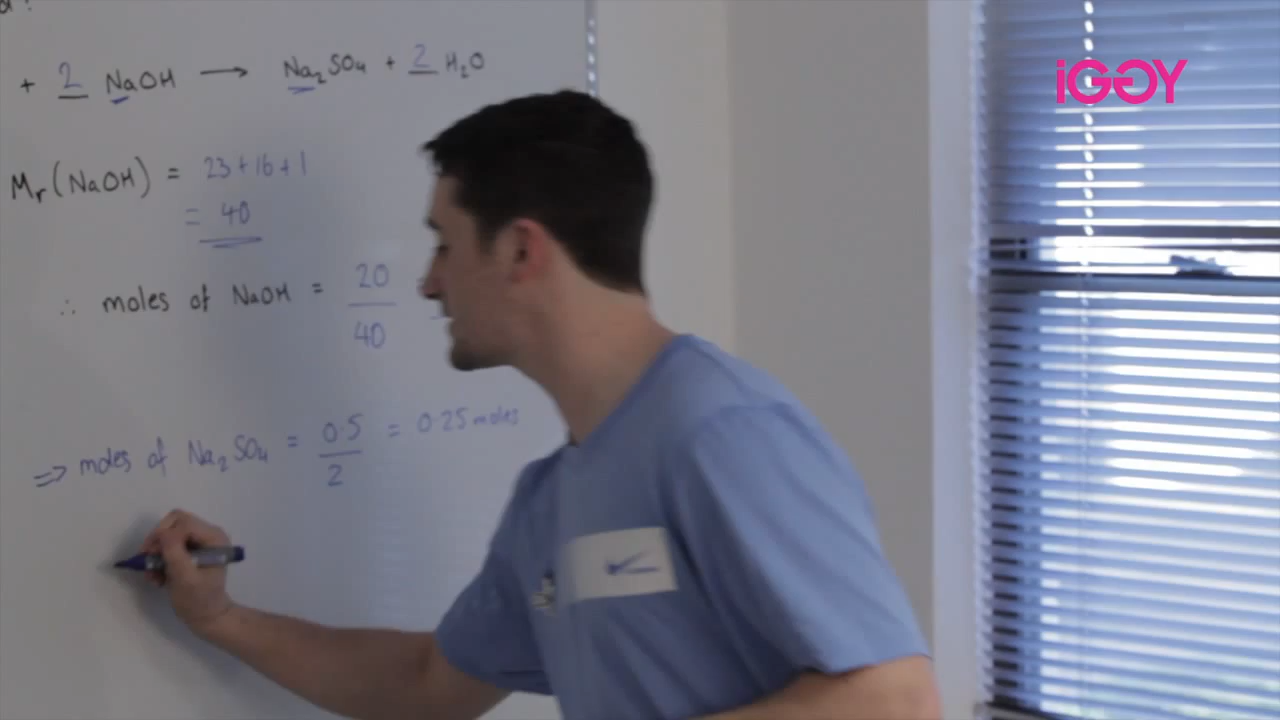 + 2 NaOH → Na₂SO₄ + 2 H₂O
iGGY
Mr(NaOH) = 23+16+1
= 40
∴ moles of NaOH = 20/40
⇒ moles of Na₂SO₄ = 0.5/2 = 0.25 moles